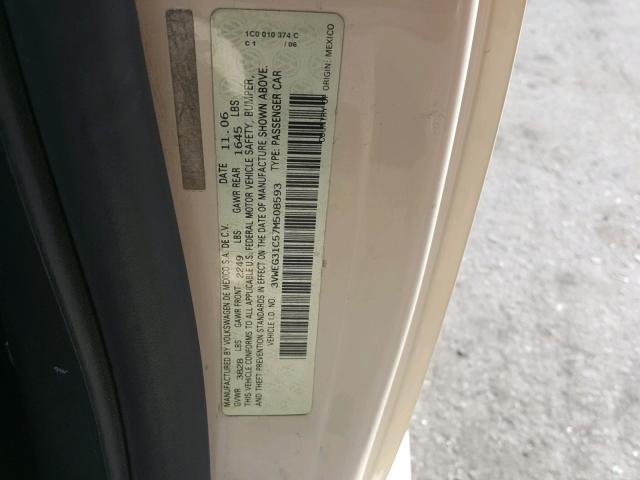 1C0 010 374 C
C 1 / 06
MANUFACTURED BY VOLKSWAGEN DE MEXICO S.A. DE C.V. DATE 11.06
GVWR 3828 LBS GAWR FRONT 2249 LBS GAWR REAR 1645 LBS
THIS VEHICLE CONFORMS TO ALL APPLICABLE U.S. FEDERAL MOTOR VEHICLE SAFETY, BUMPER,
AND THEFT PREVENTION STANDARDS IN EFFECT ON THE DATE OF MANUFACTURE SHOWN ABOVE.
VEHICLE I.D. NO. 3VWEG31C57M508593 TYPE: PASSENGER CAR
COUNTRY OF ORIGIN: MEXICO